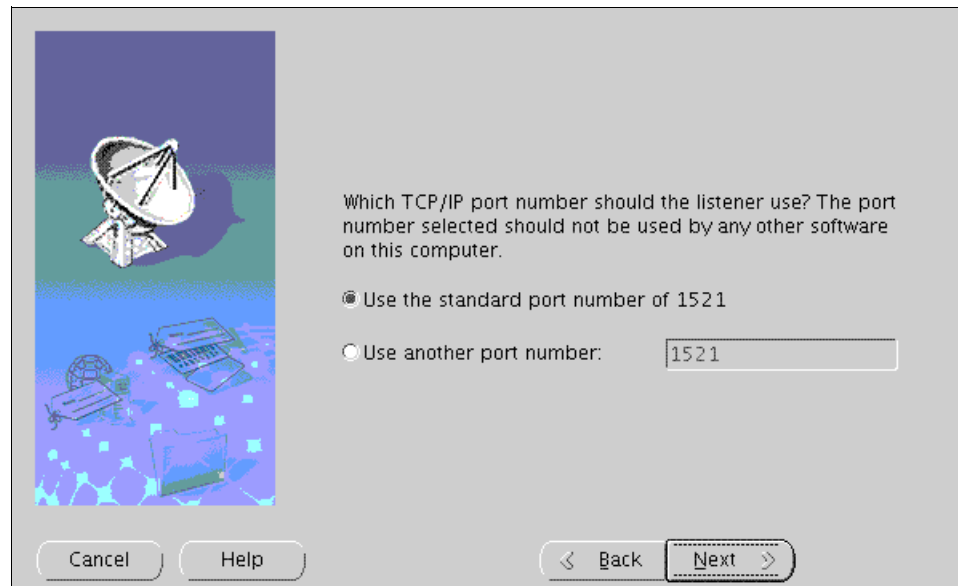 Which TCP/IP port number should the listener use? The port
number selected should not be used by any other software
on this computer.
Use the standard port number of 1521
Use another port number: 1521
Cancel Help Back Next